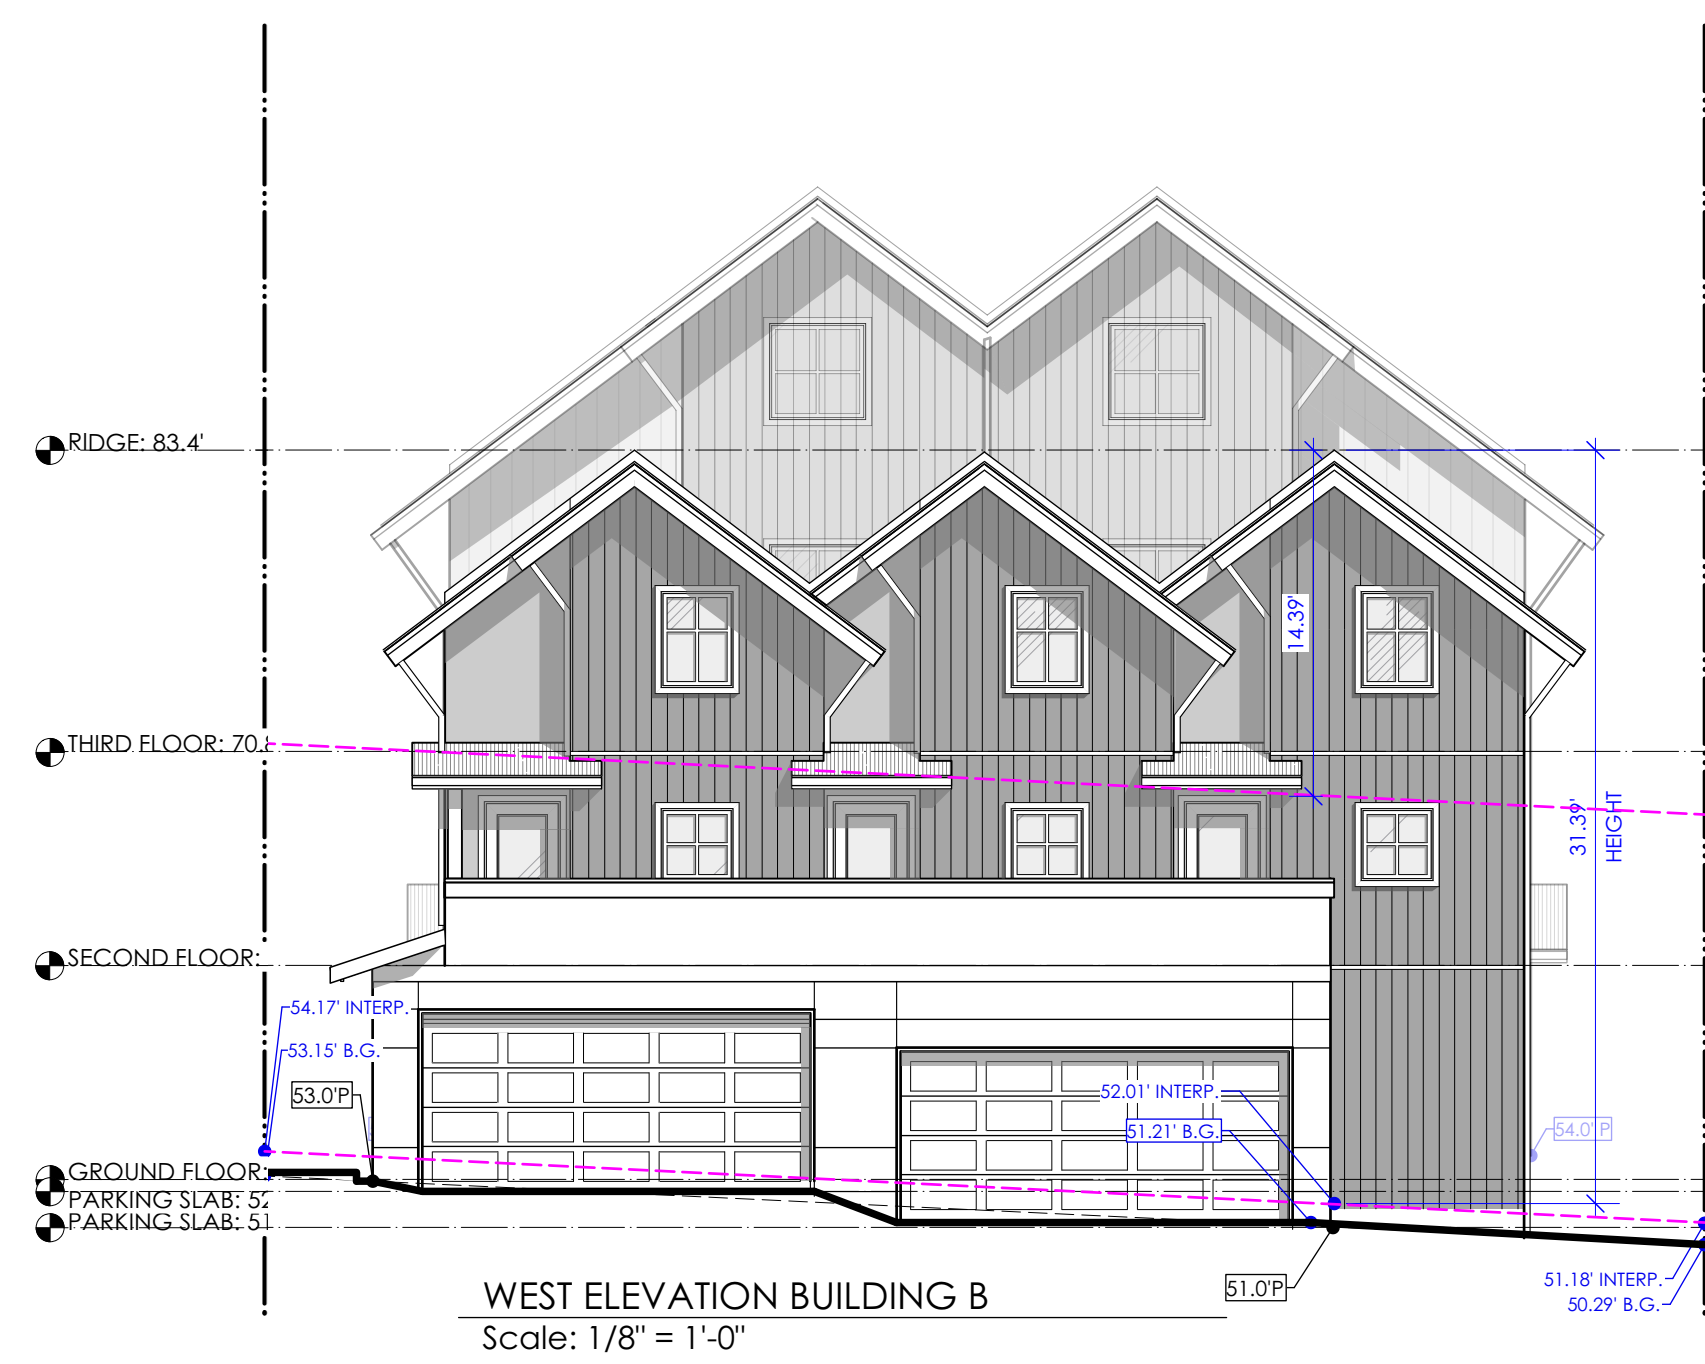 RIDGE: 83.4'
14.39'
THIRD FLOOR: 70.
31.39'
HEIGHT
SECOND FLOOR:
54.17' INTERP.
53.15' B.G.
53.0'P
52.01' INTERP.
51.21' B.G.
54.0' P
GROUND FLOOR:
PARKING SLAB: 52
PARKING SLAB: 51
51.0'P
51.18' INTERP.
50.29' B.G.
WEST ELEVATION BUILDING B
Scale: 1/8" = 1'-0"